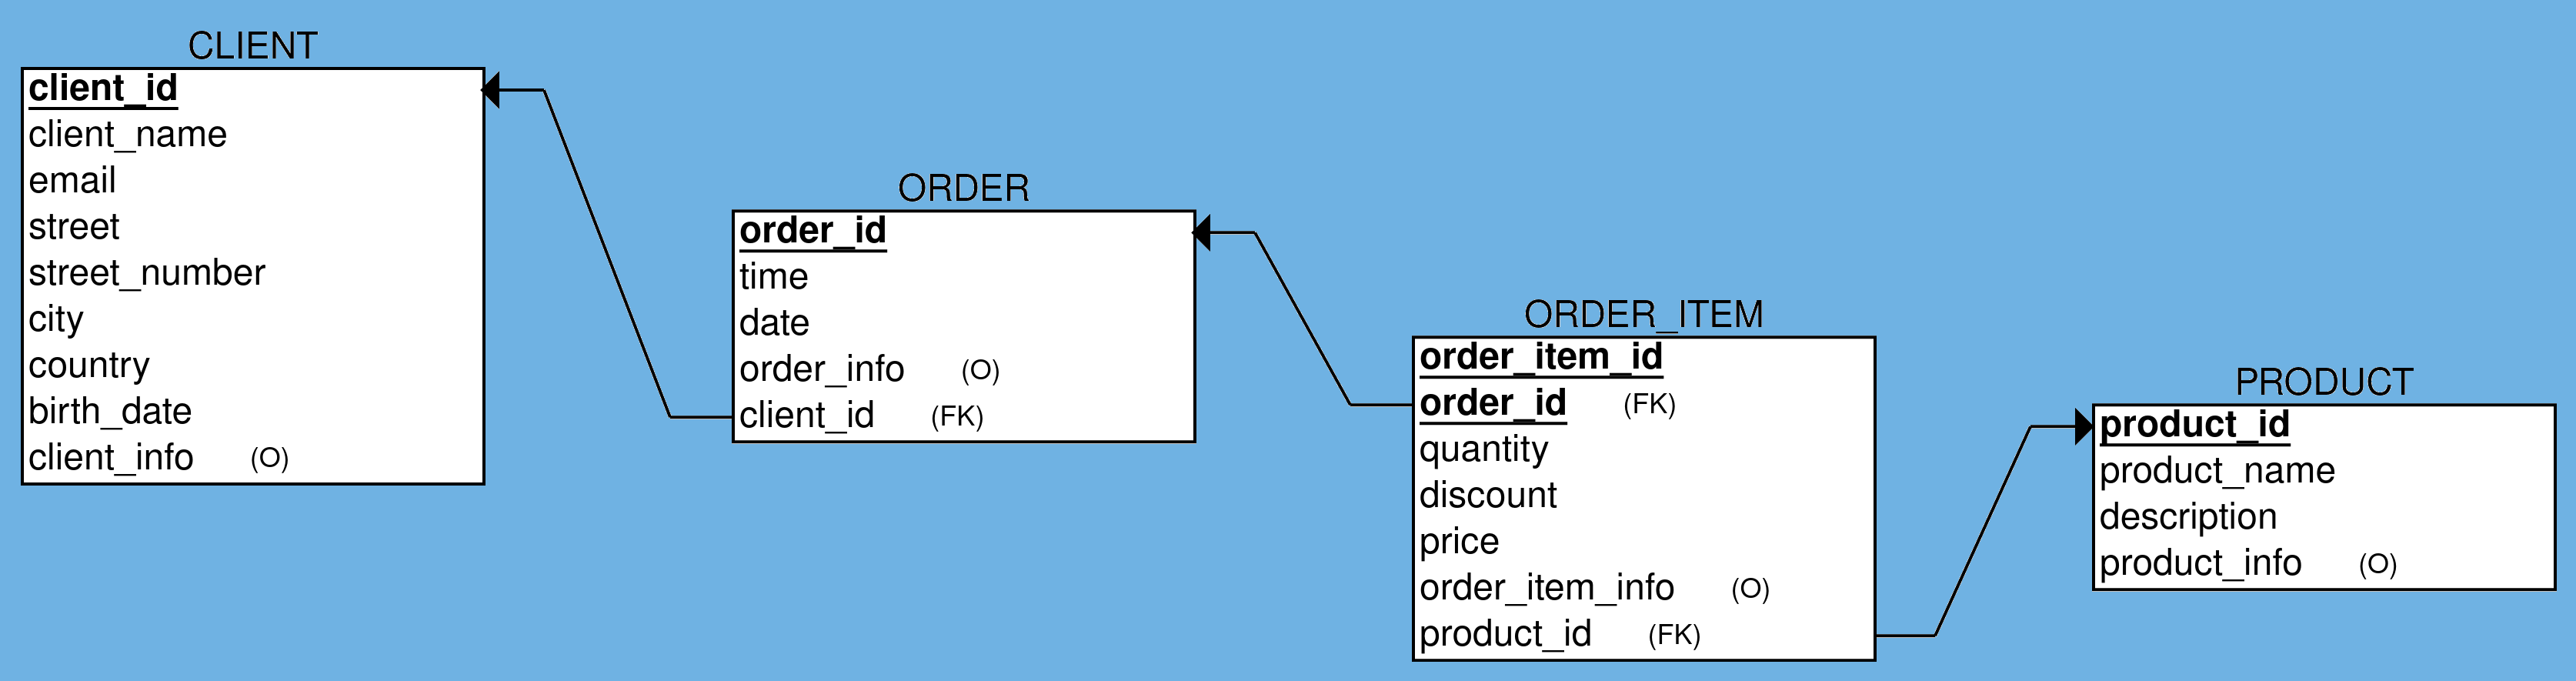 CLIENT
client_id
client_name
email
street
street_number
city
country
birth_date
client_info (O)
ORDER
order_id
time
date
order_info (O)
client_id (FK)
ORDER_ITEM
order_item_id
order_id (FK)
quantity
discount
price
order_item_info (O)
product_id (FK)
PRODUCT
product_id
product_name
description
product_info (O)